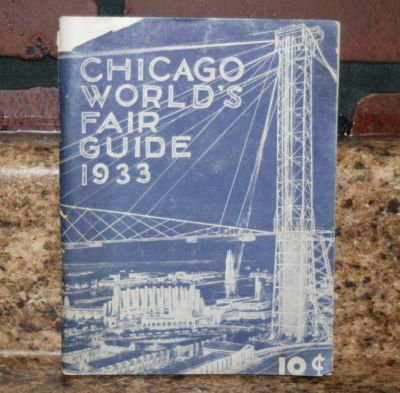 CHICAGO
WORLD'S
FAIR
GUIDE
1933
10¢